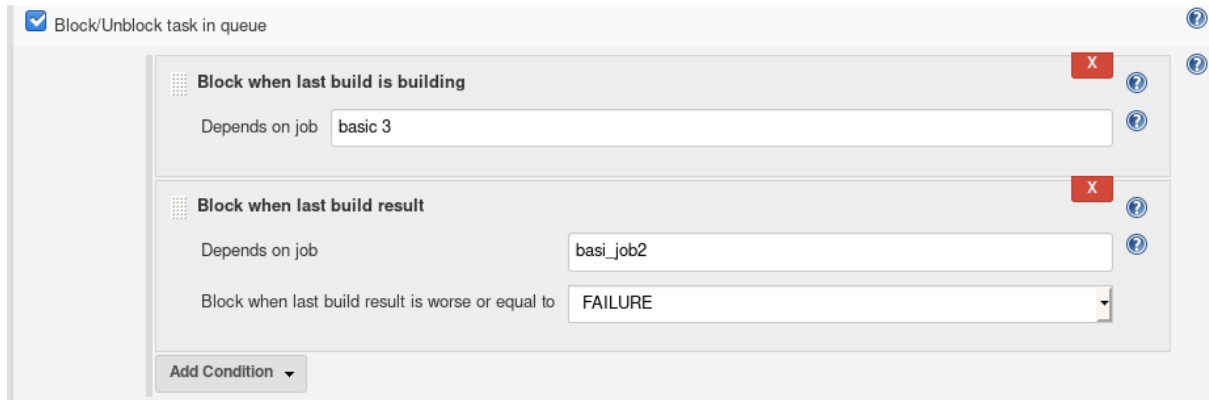 Block/Unblock task in queue
?
X
?
Block when last build is building
?
Depends on job basic 3
?
X
Block when last build result
?
Depends on job basi_job2
?
Block when last build result is worse or equal to FAILURE
Add Condition